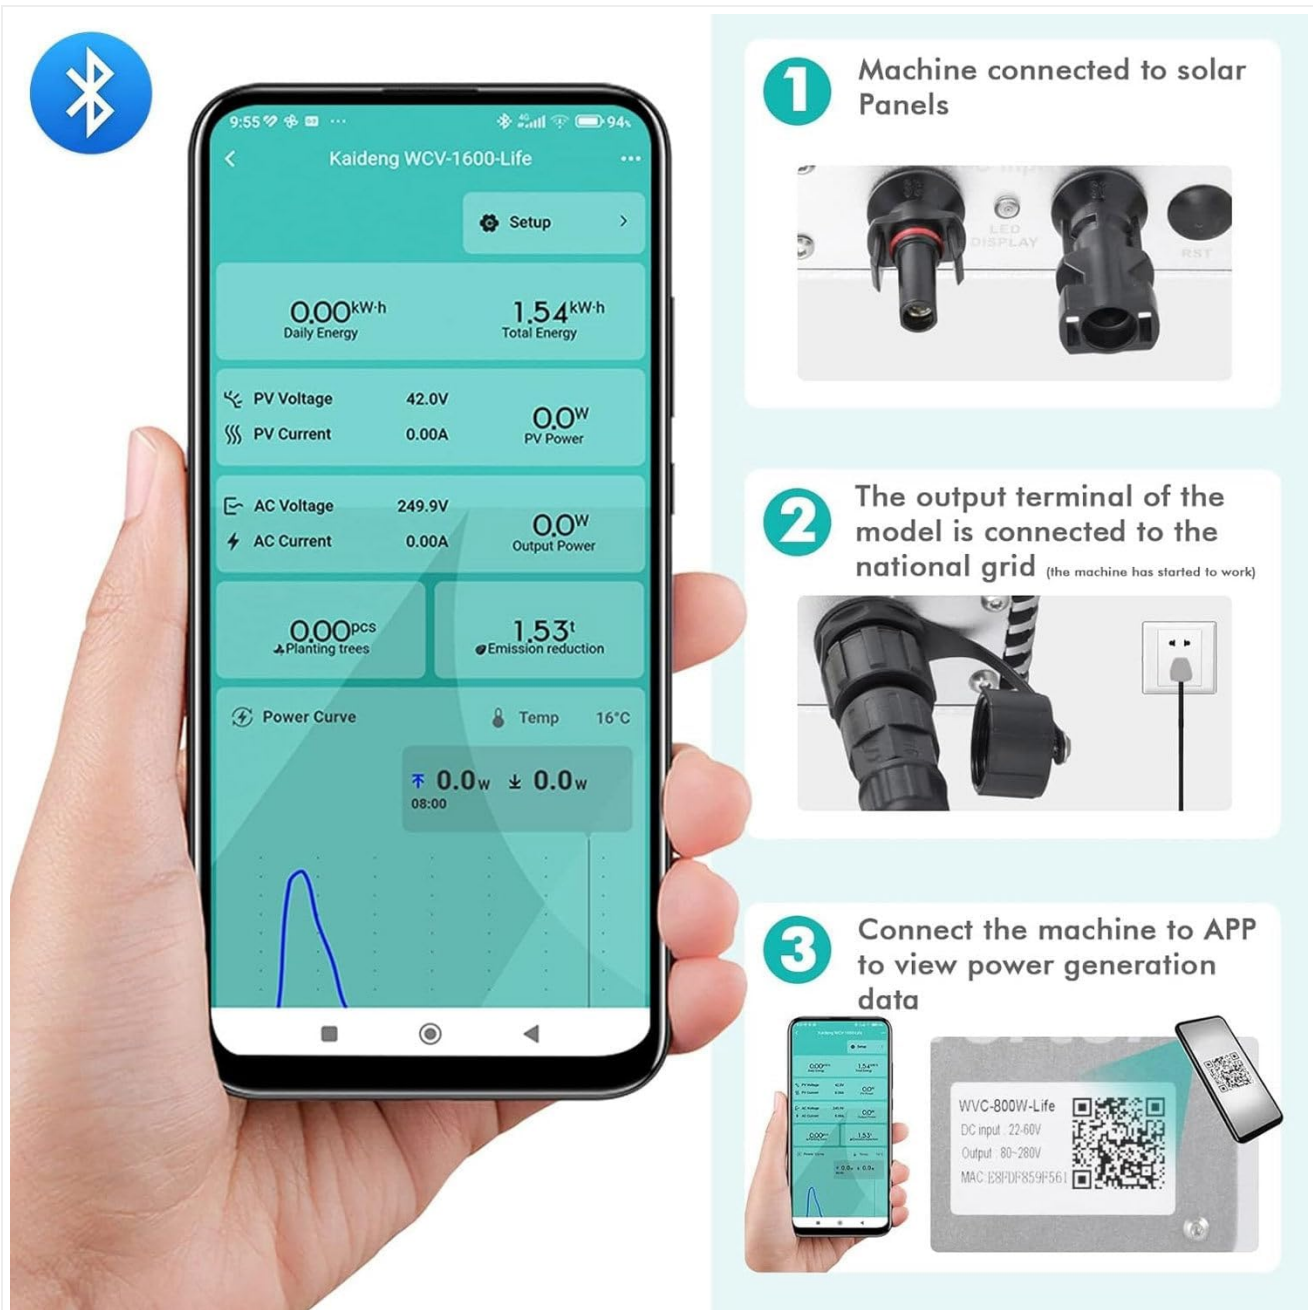 9:55
4G
94%
Kaideng WCV-1600-Life
Setup
0.00kW·h
Daily Energy
1.54kW·h
Total Energy
PV Voltage 42.0V
PV Current 0.00A
0.0W
PV Power
AC Voltage 249.9V
AC Current 0.00A
0.0W
Output Power
0.00pcs
Planting trees
1.53t
Emission reduction
Power Curve
Temp 16°C
0.0w 0.0w
08:00
1
Machine connected to solar
Panels
LED
DISPLAY
RST
2
The output terminal of the
model is connected to the
national grid (the machine has started to work)
3
Connect the machine to APP
to view power generation
data
WVC-800W-Life
DC input : 22-60V
Output : 80~280V
MAC:E8FDF859F561